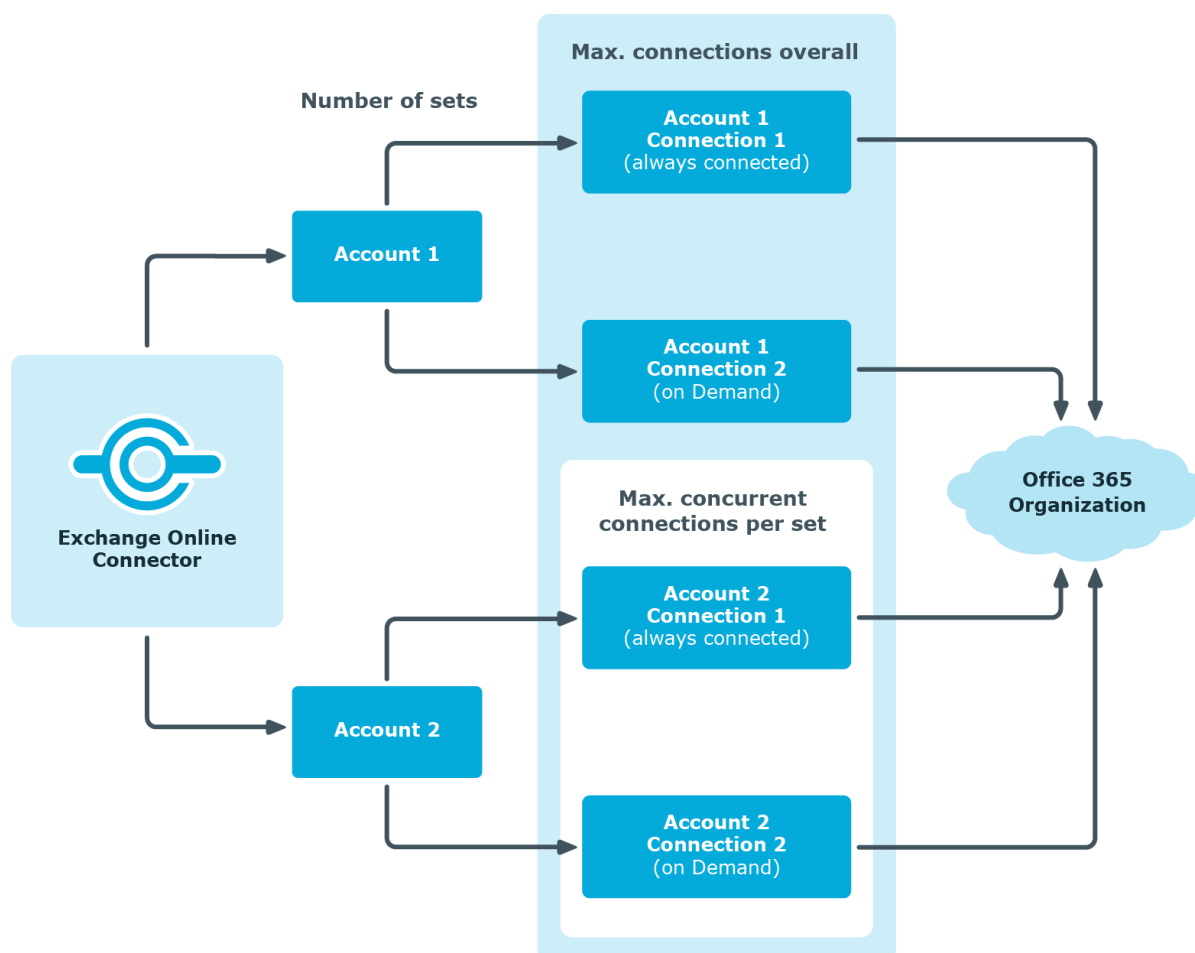 Max. connections overall
Number of sets
Account 1
Connection 1
(always connected)
Account 1
Account 1
Connection 2
(on Demand)
Exchange Online
Connector
Max. concurrent
connections per set
Office 365
Organization
Account 2
Connection 1
(always connected)
Account 2
Account 2
Connection 2
(on Demand)